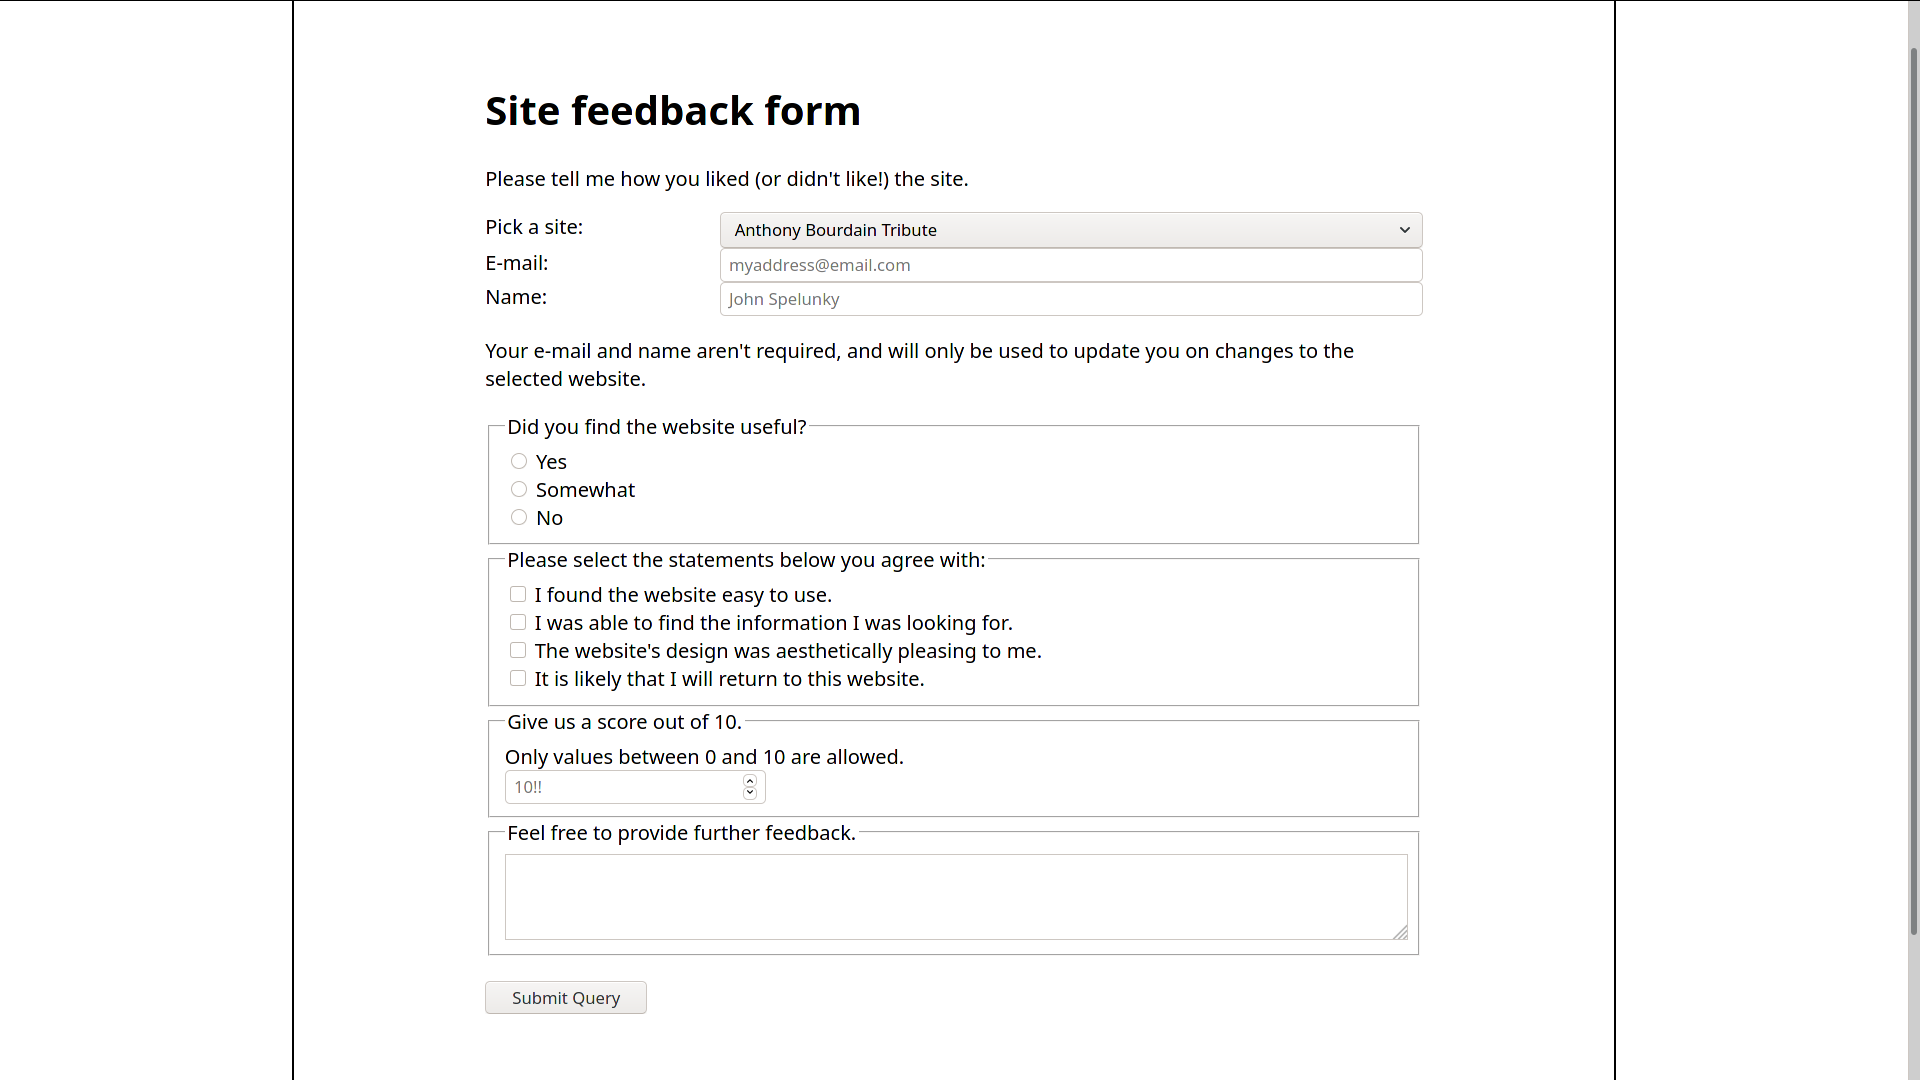 Site feedback form
Please tell me how you liked (or didn't like!) the site.
Pick a site: Anthony Bourdain Tribute
E-mail: myaddress@email.com
Name: John Spelunky
Your e-mail and name aren't required, and will only be used to update you on changes to the
selected website.
Did you find the website useful?
Yes
Somewhat
No
Please select the statements below you agree with:
I found the website easy to use.
I was able to find the information I was looking for.
The website's design was aesthetically pleasing to me.
It is likely that I will return to this website.
Give us a score out of 10.
Only values between 0 and 10 are allowed.
10!!
Feel free to provide further feedback.
Submit Query